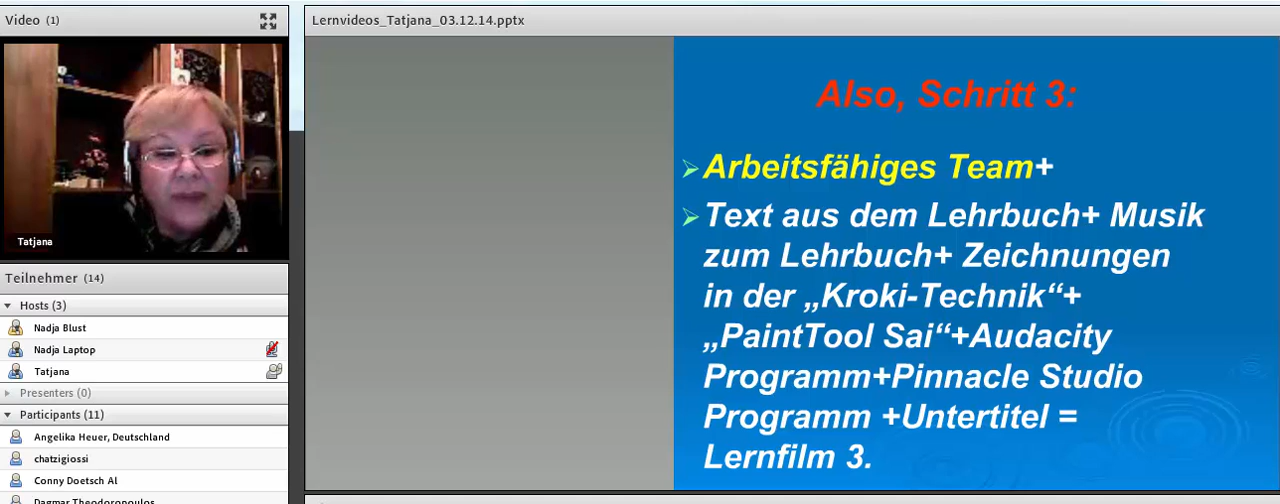 Video (1)
Tatjana
Teilnehmer (14)
Hosts (3)
Nadja Blust
Nadja Laptop
Tatjana
Presenters (0)
Participants (11)
Angelika Heuer, Deutschland
chatzigiossi
Conny Doetsch Al
Dagmar Theodoropoulos
Lernvideos_Tatjana_03.12.14.pptx
Also, Schritt 3:
Arbeitsfähiges Team+
Text aus dem Lehrbuch+ Musik
zum Lehrbuch+ Zeichnungen
in der „Kroki-Technik“+
„PaintTool Sai“+Audacity
Programm+Pinnacle Studio
Programm +Untertitel =
Lernfilm 3.